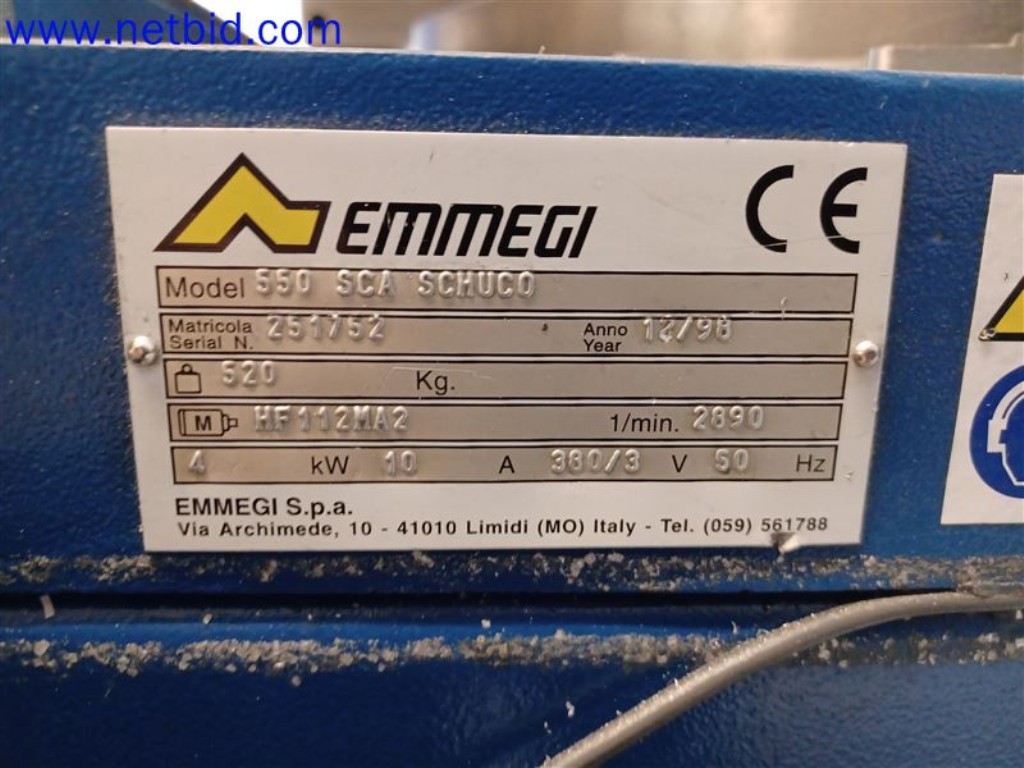 www.netbid.com
EMMEGI CE
Model 550 SCA SCHUCO
Matricola Serial N. 251752 Anno Year 12/98
520 Kg.
M HF112MA2 1/min. 2890
4 kW 10 A 380/3 V 50 Hz
EMMEGI S.p.a.
Via Archimede, 10 - 41010 Limidi (MO) Italy - Tel. (059) 561788